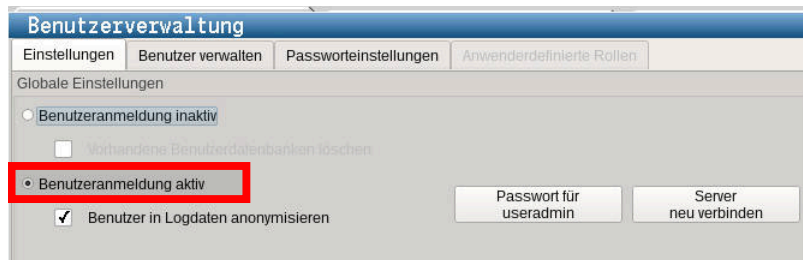 Benutzerverwaltung
Einstellungen Benutzer verwalten Passworteinstellungen Anwenderdefinierte Rollen
Globale Einstellungen
Benutzeranmeldung inaktiv
Vorhandene Benutzerdatenbanken löschen
Benutzeranmeldung aktiv
Passwort für
useradmin
Server
neu verbinden
Benutzer in Logdaten anonymisieren